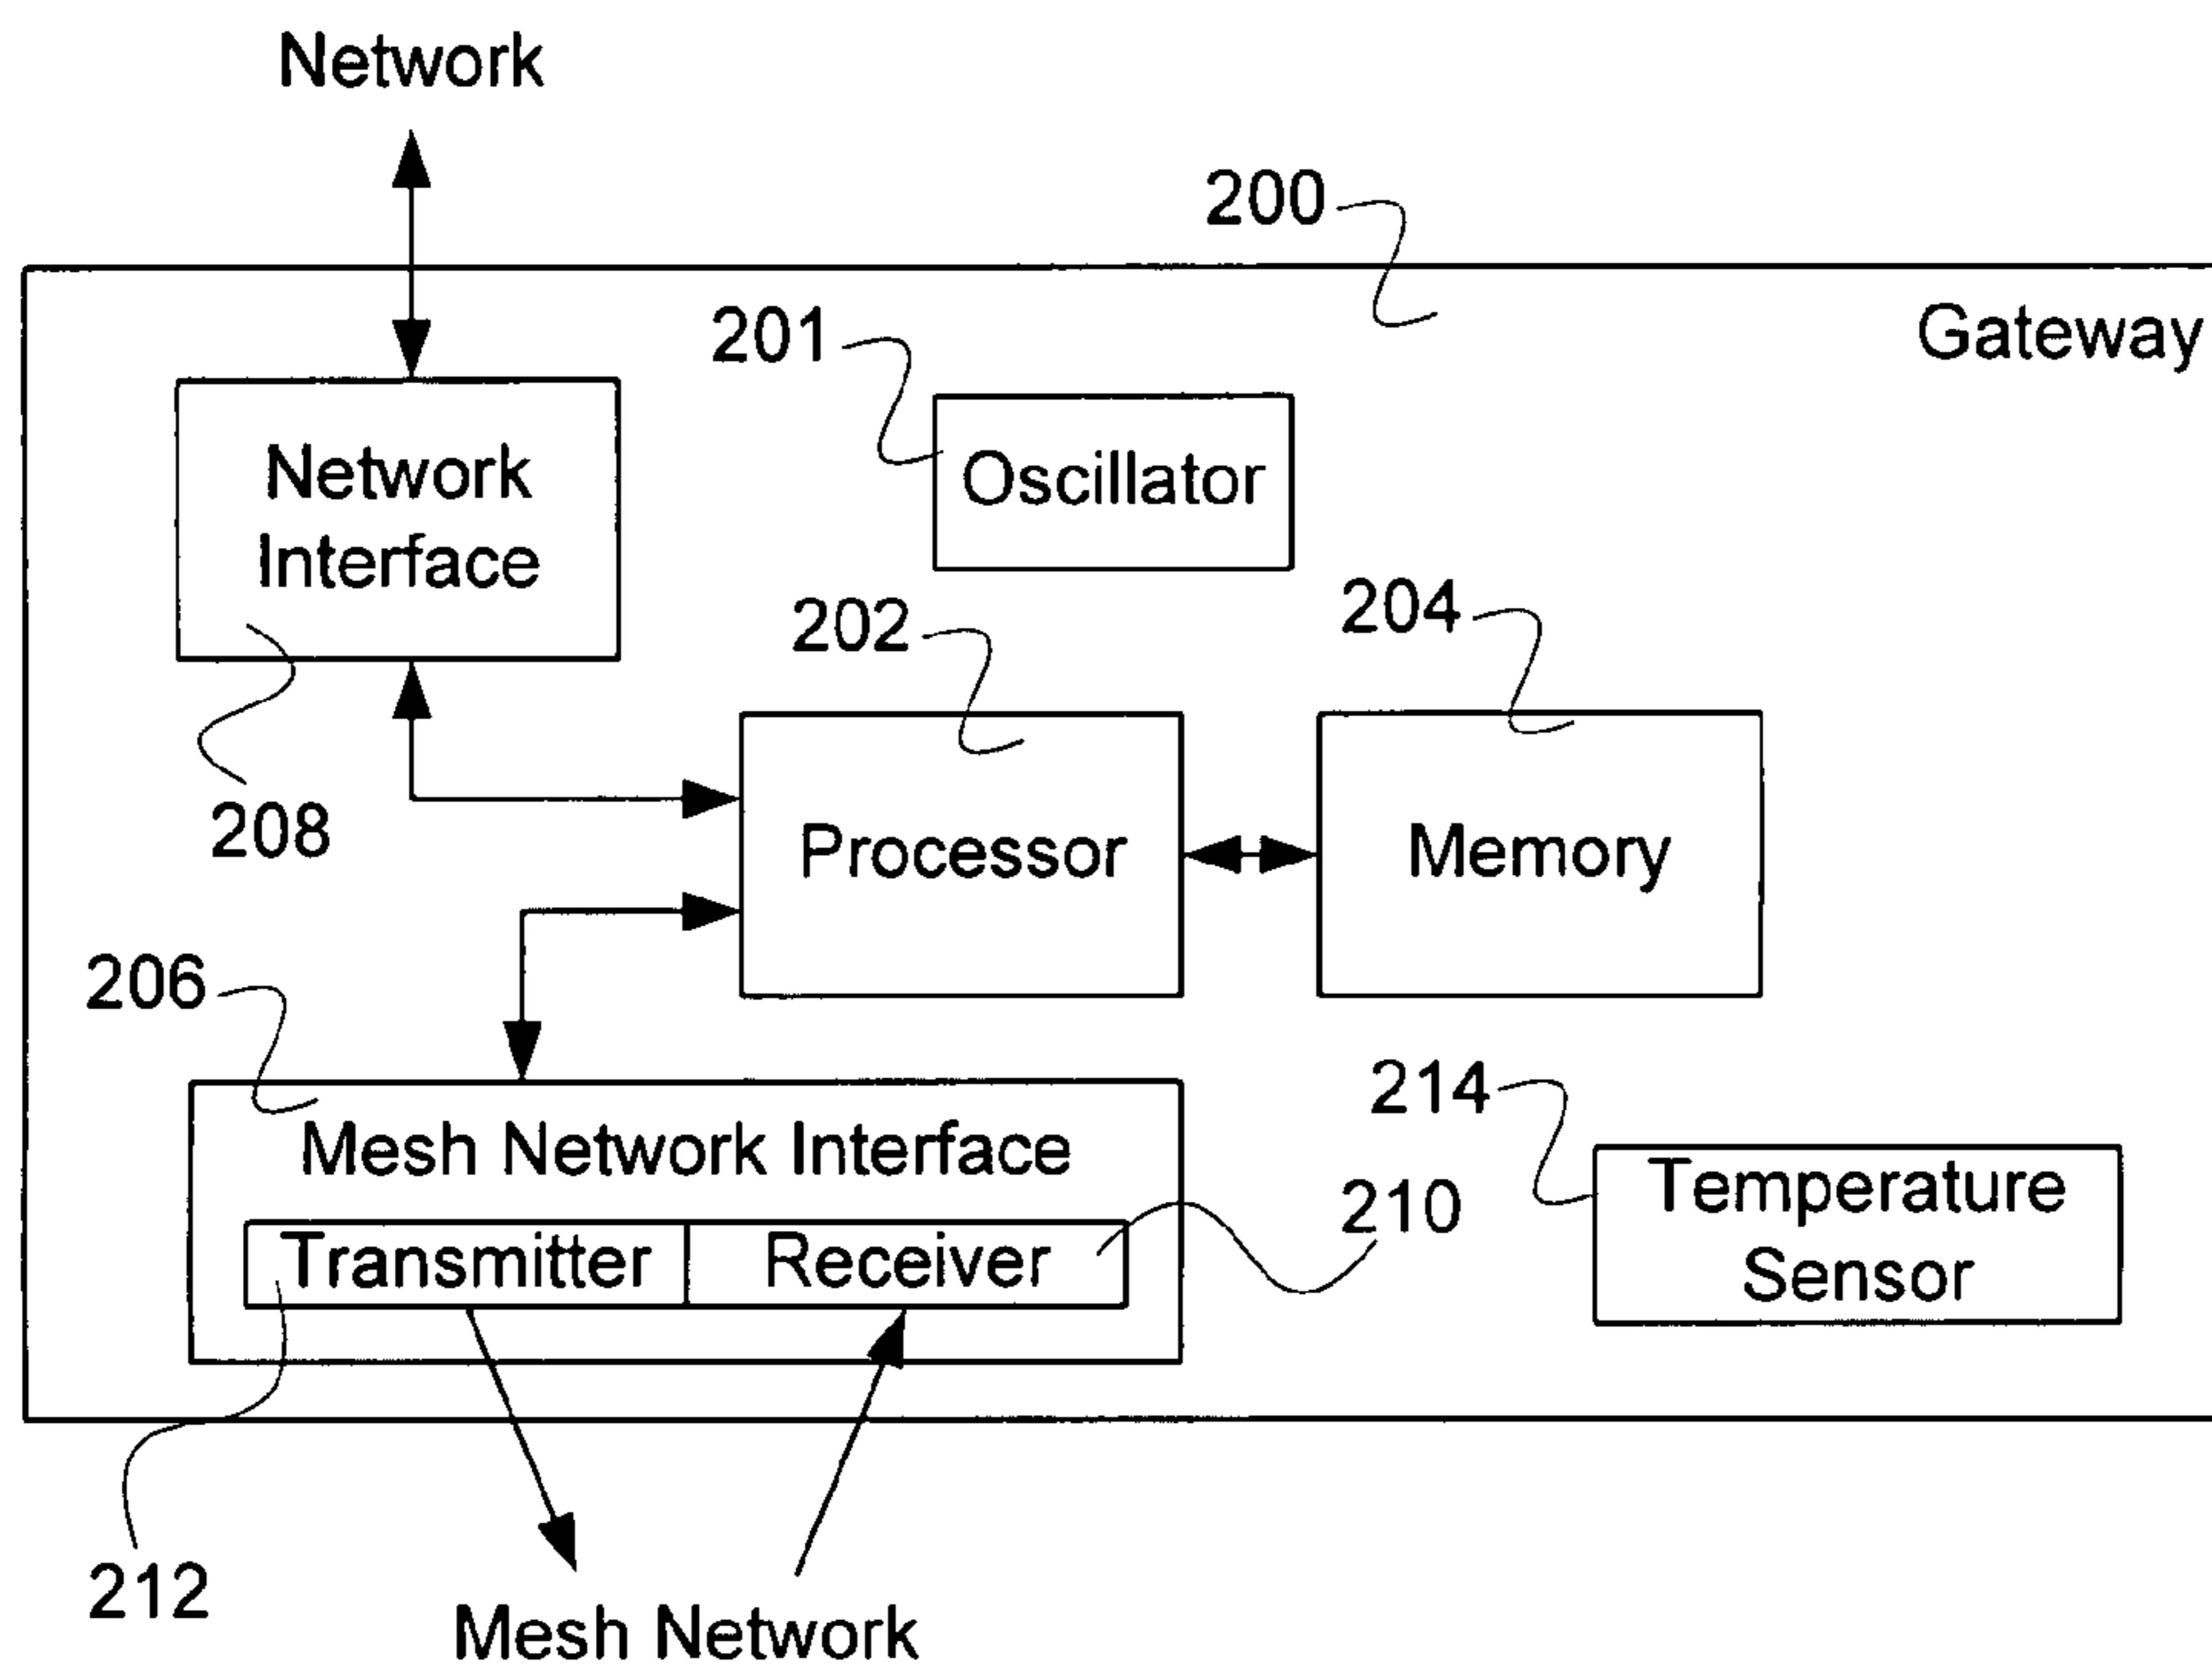 Network
200
Gateway
201
Network
Interface
Oscillator
202
204
208
Processor
Memory
206
214
Mesh Network Interface
210
Temperature
Sensor
Transmitter
Receiver
212
Mesh Network